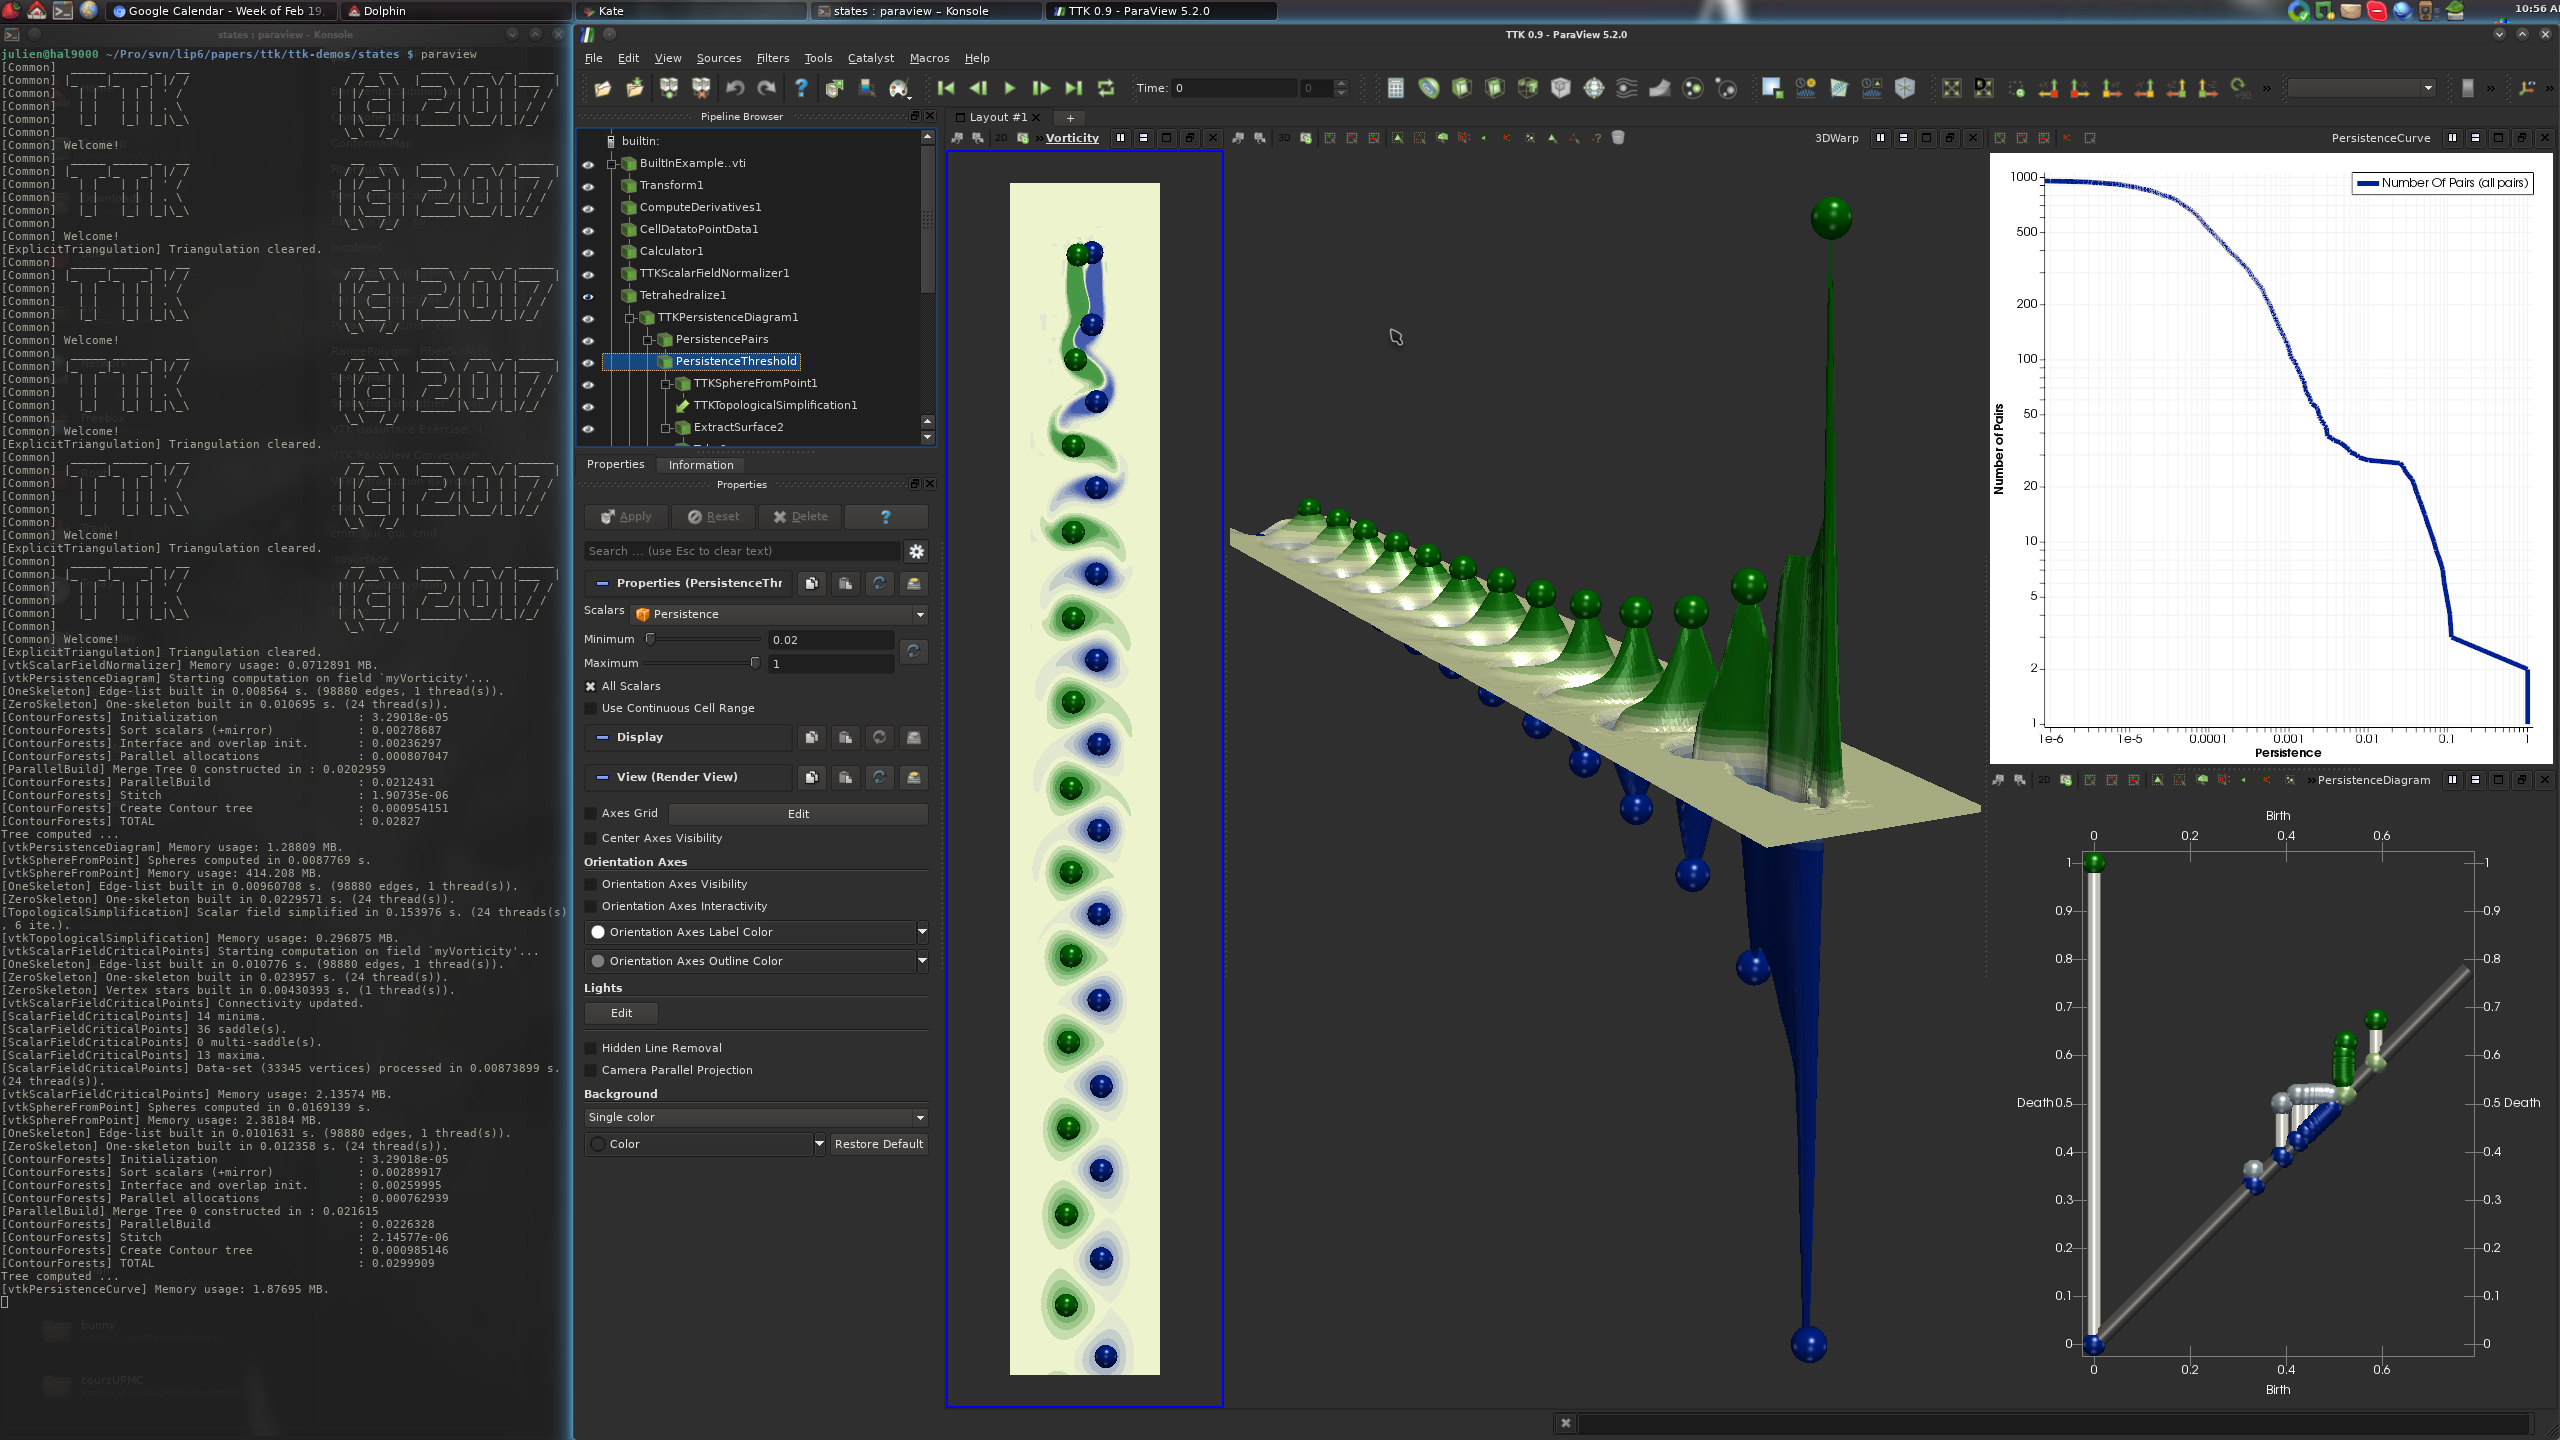 Google Calendar - Week of Feb 19,
Dolphin
Kate
states : paraview – Konsole
TTK 0.9 - ParaView 5.2.0
10:56 A
states : paraview – Konsole
julien@hal9000 ~/Pro/svn/lip6/papers/ttk/ttk-demos/states $ paraview
[Common] Welcome!
[Common] Welcome!
[ExplicitTriangulation] Triangulation cleared.
[Common] Welcome!
[Common] Welcome!
[ExplicitTriangulation] Triangulation cleared.
[Common] Welcome!
[ExplicitTriangulation] Triangulation cleared.
[Common] Welcome!
[ExplicitTriangulation] Triangulation cleared.
[vtkScalarFieldNormalizer] Memory usage: 0.0712891 MB.
[vtkPersistenceDiagram] Starting computation on field `myVorticity'...
[OneSkeleton] Edge-list built in 0.008564 s. (98880 edges, 1 thread(s)).
[ZeroSkeleton] One-skeleton built in 0.010695 s. (24 thread(s)).
[ContourForests] Initialization : 3.29018e-05
[ContourForests] Sort scalars (+mirror) : 0.00278687
[ContourForests] Interface and overlap init. : 0.00236297
[ContourForests] Parallel allocations : 0.000807047
[ParallelBuild] Merge Tree 0 constructed in : 0.0202959
[ContourForests] ParallelBuild : 0.0212431
[ContourForests] Stitch : 1.90735e-06
[ContourForests] Create Contour tree : 0.000954151
[ContourForests] TOTAL : 0.02827
Tree computed ...
[vtkPersistenceDiagram] Memory usage: 1.28809 MB.
[vtkSphereFromPoint] Spheres computed in 0.0087769 s.
[vtkSphereFromPoint] Memory usage: 414.208 MB.
[OneSkeleton] Edge-list built in 0.00960708 s. (98880 edges, 1 thread(s)).
[ZeroSkeleton] One-skeleton built in 0.0229571 s. (24 thread(s)).
[TopologicalSimplification] Scalar field simplified in 0.153976 s. (24 threads(s)
, 6 ite.).
[vtkTopologicalSimplification] Memory usage: 0.296875 MB.
[vtkScalarFieldCriticalPoints] Starting computation on field `myVorticity'...
[OneSkeleton] Edge-list built in 0.010776 s. (98880 edges, 1 thread(s)).
[ZeroSkeleton] One-skeleton built in 0.023957 s. (24 thread(s)).
[ZeroSkeleton] Vertex stars built in 0.00430393 s. (1 thread(s)).
[vtkScalarFieldCriticalPoints] Connectivity updated.
[ScalarFieldCriticalPoints] 14 minima.
[ScalarFieldCriticalPoints] 36 saddle(s).
[ScalarFieldCriticalPoints] 0 multi-saddle(s).
[ScalarFieldCriticalPoints] 13 maxima.
[ScalarFieldCriticalPoints] Data-set (33345 vertices) processed in 0.00873899 s.
(24 thread(s)).
[vtkScalarFieldCriticalPoints] Memory usage: 2.13574 MB.
[vtkSphereFromPoint] Spheres computed in 0.0169139 s.
[vtkSphereFromPoint] Memory usage: 2.38184 MB.
[OneSkeleton] Edge-list built in 0.0101631 s. (98880 edges, 1 thread(s)).
[ZeroSkeleton] One-skeleton built in 0.012358 s. (24 thread(s)).
[ContourForests] Initialization : 3.29018e-05
[ContourForests] Sort scalars (+mirror) : 0.00289917
[ContourForests] Interface and overlap init. : 0.00259995
[ContourForests] Parallel allocations : 0.000762939
[ParallelBuild] Merge Tree 0 constructed in : 0.021615
[ContourForests] ParallelBuild : 0.0226328
[ContourForests] Stitch : 2.14577e-06
[ContourForests] Create Contour tree : 0.000985146
[ContourForests] TOTAL : 0.0299909
Tree computed ...
[vtkPersistenceCurve] Memory usage: 1.87695 MB.
bunny
coursUPMC
TTK 0.9 - ParaView 5.2.0
File Edit View Sources Filters Tools Catalyst Macros Help
Time: 0
0
Pipeline Browser
builtin:
BuiltInExample..vti
Transform1
ComputeDerivatives1
CellDatatoPointData1
Calculator1
TTKScalarFieldNormalizer1
Tetrahedralize1
TTKPersistenceDiagram1
PersistencePairs
PersistenceThreshold
TTKSphereFromPoint1
TTKTopologicalSimplification1
ExtractSurface2
Properties Information
Properties
Apply Reset Delete ?
Search ... (use Esc to clear text)
Properties (PersistenceThr
Scalars Persistence
Minimum 0.02
Maximum 1
All Scalars
Use Continuous Cell Range
Display
View (Render View)
Axes Grid Edit
Center Axes Visibility
Orientation Axes
Orientation Axes Visibility
Orientation Axes Interactivity
Orientation Axes Label Color
Orientation Axes Outline Color
Lights
Edit
Hidden Line Removal
Camera Parallel Projection
Background
Single color
Color Restore Default
Layout #1
+
2D » Vorticity
3D 3DWarp
PersistenceCurve
Number Of Pairs (all pairs)
1000
500
200
100
50
20
10
5
2
1
Number of Pairs
1e-6 1e-5 0.0001 0.001 0.01 0.1 1
Persistence
2D » PersistenceDiagram
Birth
0 0.2 0.4 0.6
1 1
0.9 0.9
0.8 0.8
0.7 0.7
0.6 0.6
Death 0.5 0.5 Death
0.4 0.4
0.3 0.3
0.2 0.2
0.1 0.1
0 0
0 0.2 0.4 0.6
Birth